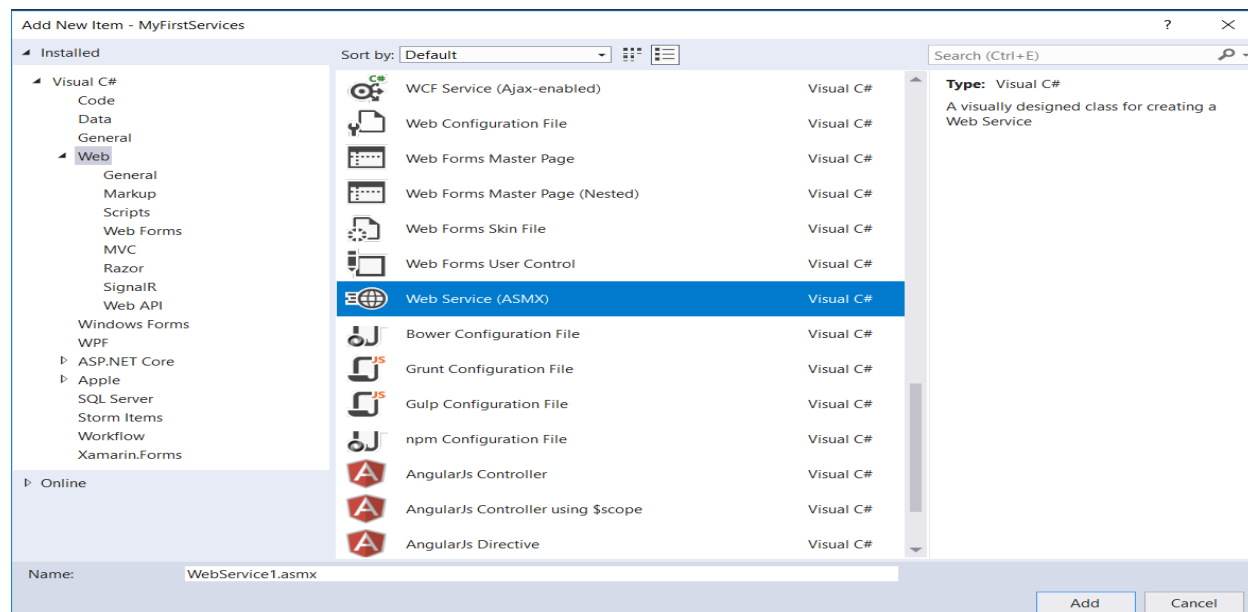 Add New Item - MyFirstServices
?
Installed
Sort by: Default
Search (Ctrl+E)
Visual C#
Code
Data
General
Web
General
Markup
Scripts
Web Forms
MVC
Razor
SignalR
Web API
Windows Forms
WPF
ASP.NET Core
Apple
SQL Server
Storm Items
Workflow
Xamarin.Forms
Online
C# WCF Service (Ajax-enabled) Visual C#
Web Configuration File Visual C#
Web Forms Master Page Visual C#
Web Forms Master Page (Nested) Visual C#
Web Forms Skin File Visual C#
Web Forms User Control Visual C#
Web Service (ASMX) Visual C#
Bower Configuration File Visual C#
JS Grunt Configuration File Visual C#
JS Gulp Configuration File Visual C#
npm Configuration File Visual C#
A AngularJs Controller Visual C#
A AngularJs Controller using $scope Visual C#
A AngularJs Directive Visual C#
Type: Visual C#
A visually designed class for creating a
Web Service
Name: WebService1.asmx
Add Cancel